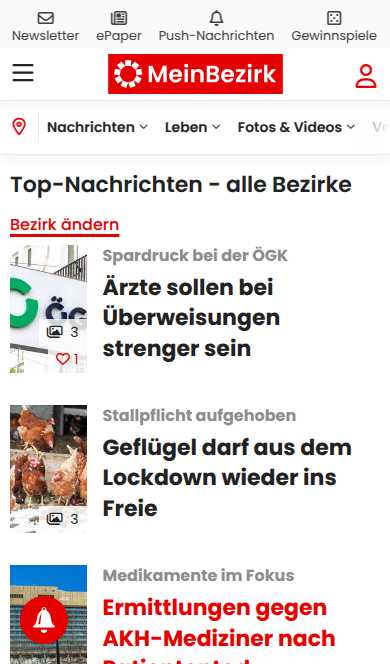 Newsletter ePaper Push-Nachrichten Gewinnspiele
MeinBezirk
Nachrichten Leben Fotos & Videos
Top-Nachrichten - alle Bezirke
Bezirk ändern
Spardruck bei der ÖGK
Ärzte sollen bei
Überweisungen
strenger sein
3
1
Stallpflicht aufgehoben
Geflügel darf aus dem
Lockdown wieder ins
Freie
3
Medikamente im Fokus
Ermittlungen gegen
AKH-Mediziner nach